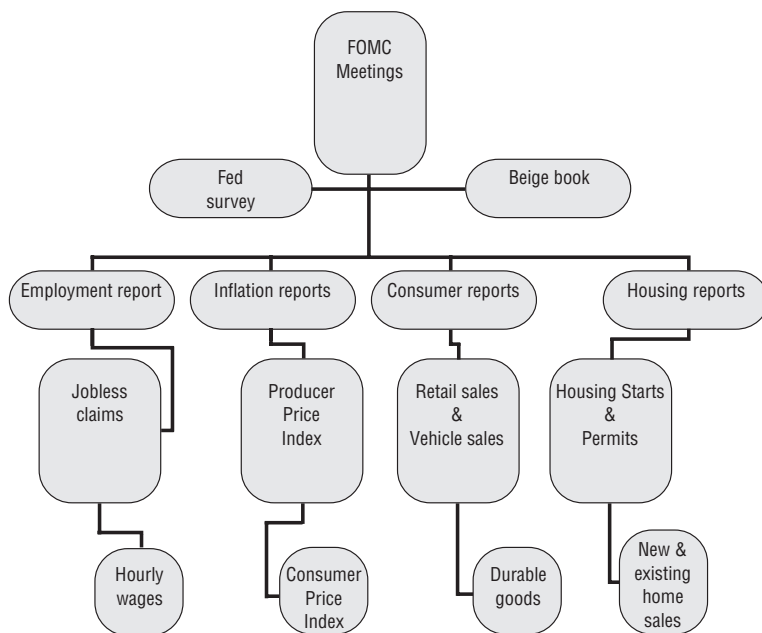 FOMC
Meetings
Fed
survey
Beige book
Employment report
Inflation reports
Consumer reports
Housing reports
Jobless
claims
Producer
Price
Index
Retail sales
&
Vehicle sales
Housing Starts
&
Permits
Hourly
wages
Consumer
Price
Index
Durable
goods
New &
existing
home
sales